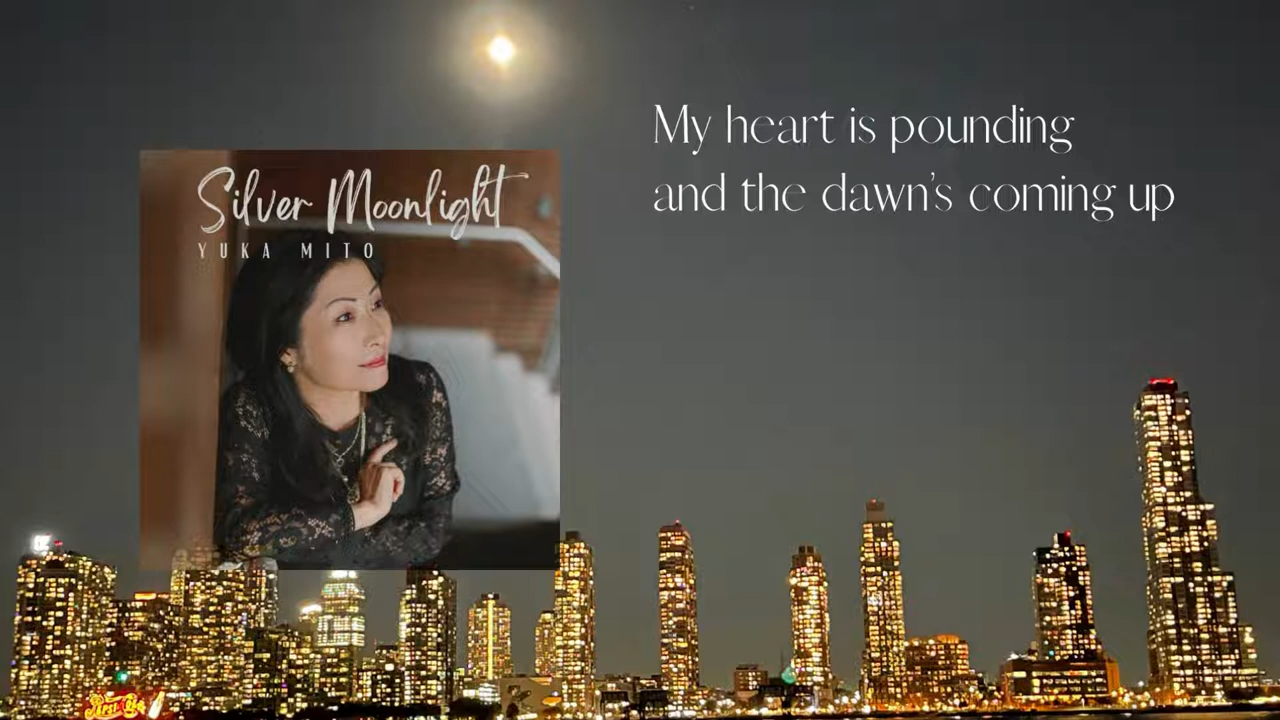 Silver Moonlight
YUKA MITO
My heart is pounding
and the dawn's coming up